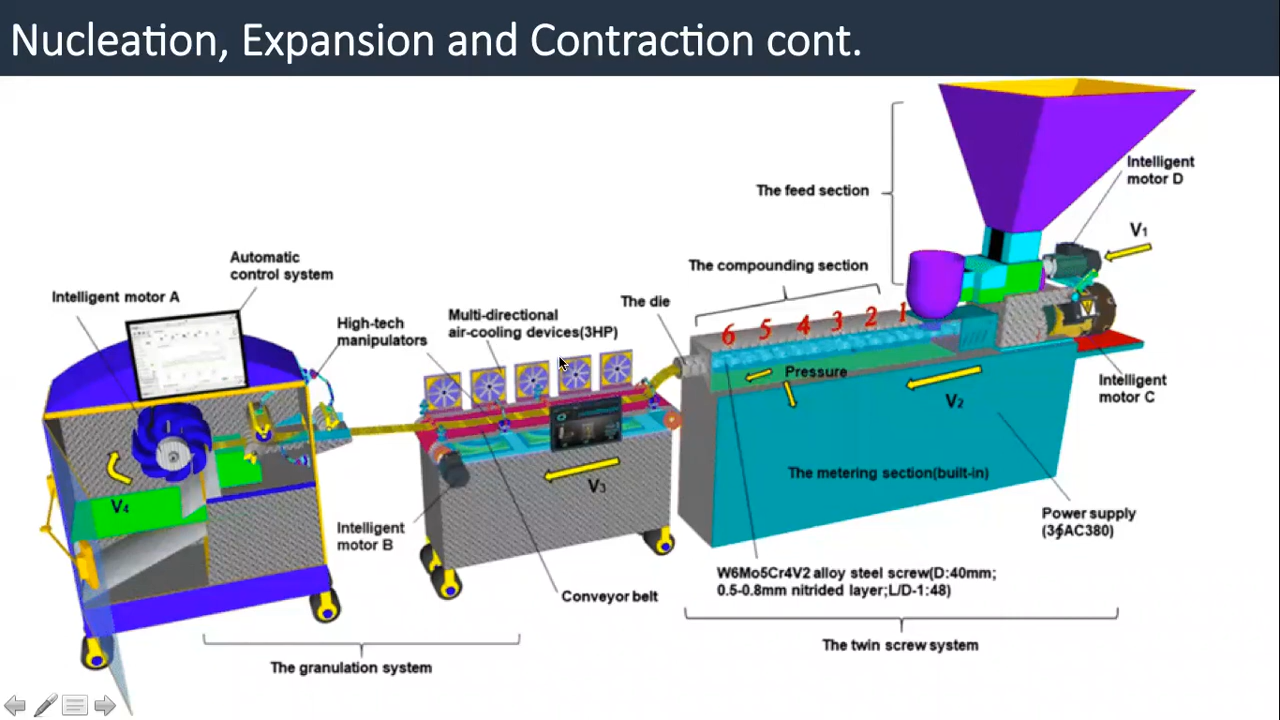 Nucleation, Expansion and Contraction cont.
Intelligent
motor D
The feed section
V1
Automatic
control system
The compounding section
Intelligent motor A
The die
Multi-directional
air-cooling devices(3HP)
High-tech
manipulators
6 5 4 3 2 1
Pressure
Intelligent
motor C
V2
The metering section(built-in)
V3
V4
Intelligent
motor B
Power supply
(3∮AC380)
W6Mo5Cr4V2 alloy steel screw(D:40mm;
0.5-0.8mm nitrided layer;L/D-1:48)
Conveyor belt
The twin screw system
The granulation system